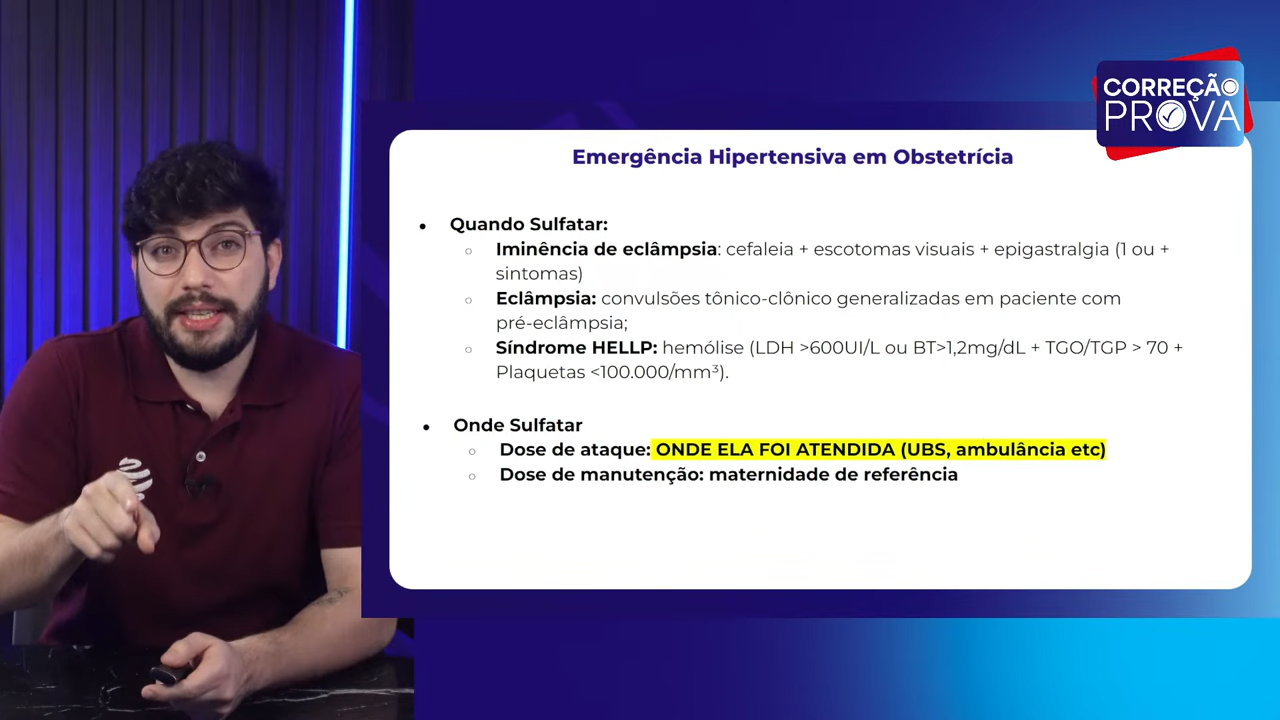 CORREÇÃO
PROVA
Emergência Hipertensiva em Obstetrícia
● Quando Sulfatar:
○ Iminência de eclâmpsia: cefaleia + escotomas visuais + epigastralgia (1 ou +
sintomas)
○ Eclâmpsia: convulsões tônico-clônico generalizadas em paciente com
pré-eclâmpsia;
○ Síndrome HELLP: hemólise (LDH >600UI/L ou BT>1,2mg/dL + TGO/TGP > 70 +
Plaquetas <100.000/mm³).
● Onde Sulfatar
○ Dose de ataque: ONDE ELA FOI ATENDIDA (UBS, ambulância etc)
○ Dose de manutenção: maternidade de referência